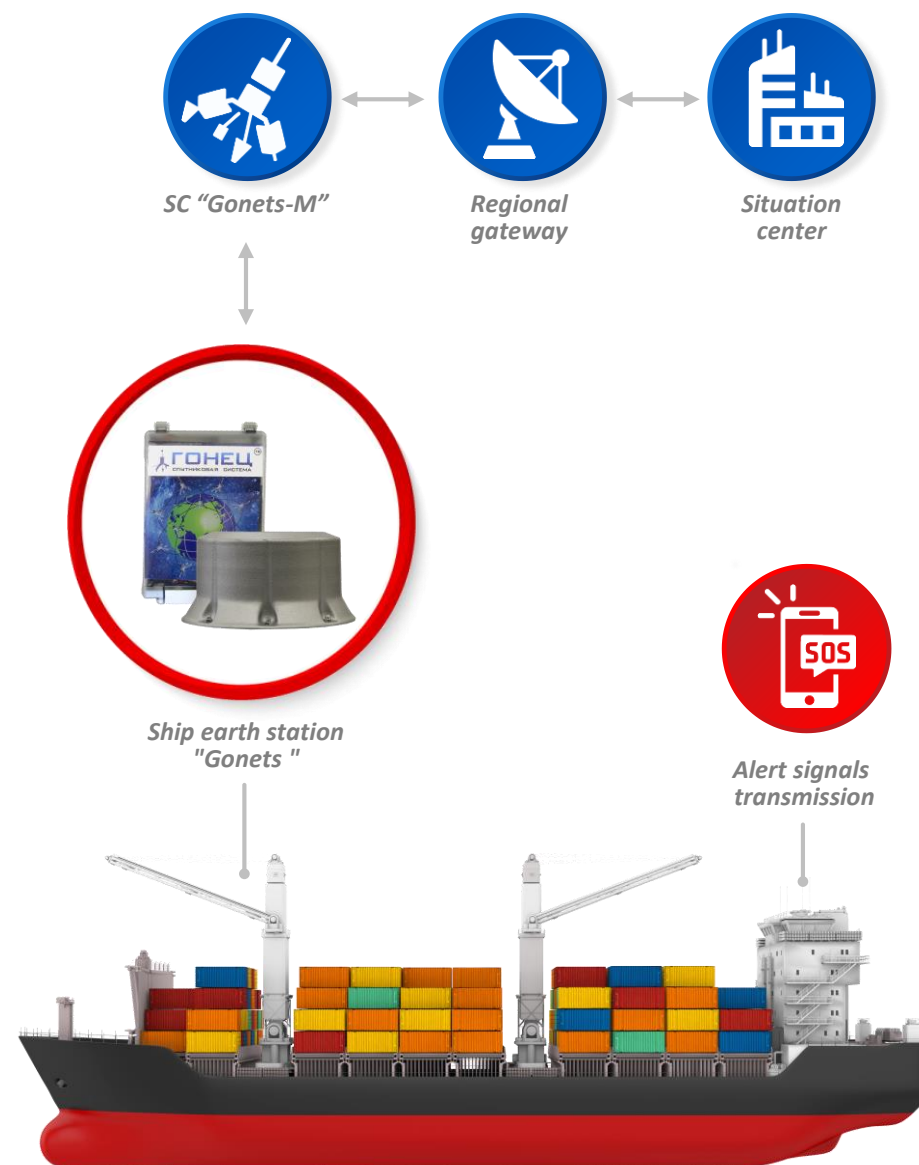 SC “Gonets-M”
Regional
gateway
Situation
center
ГОНЕЦ
СПУТНИКОВАЯ СИСТЕМА
SOS
Ship earth station
"Gonets "
Alert signals
transmission